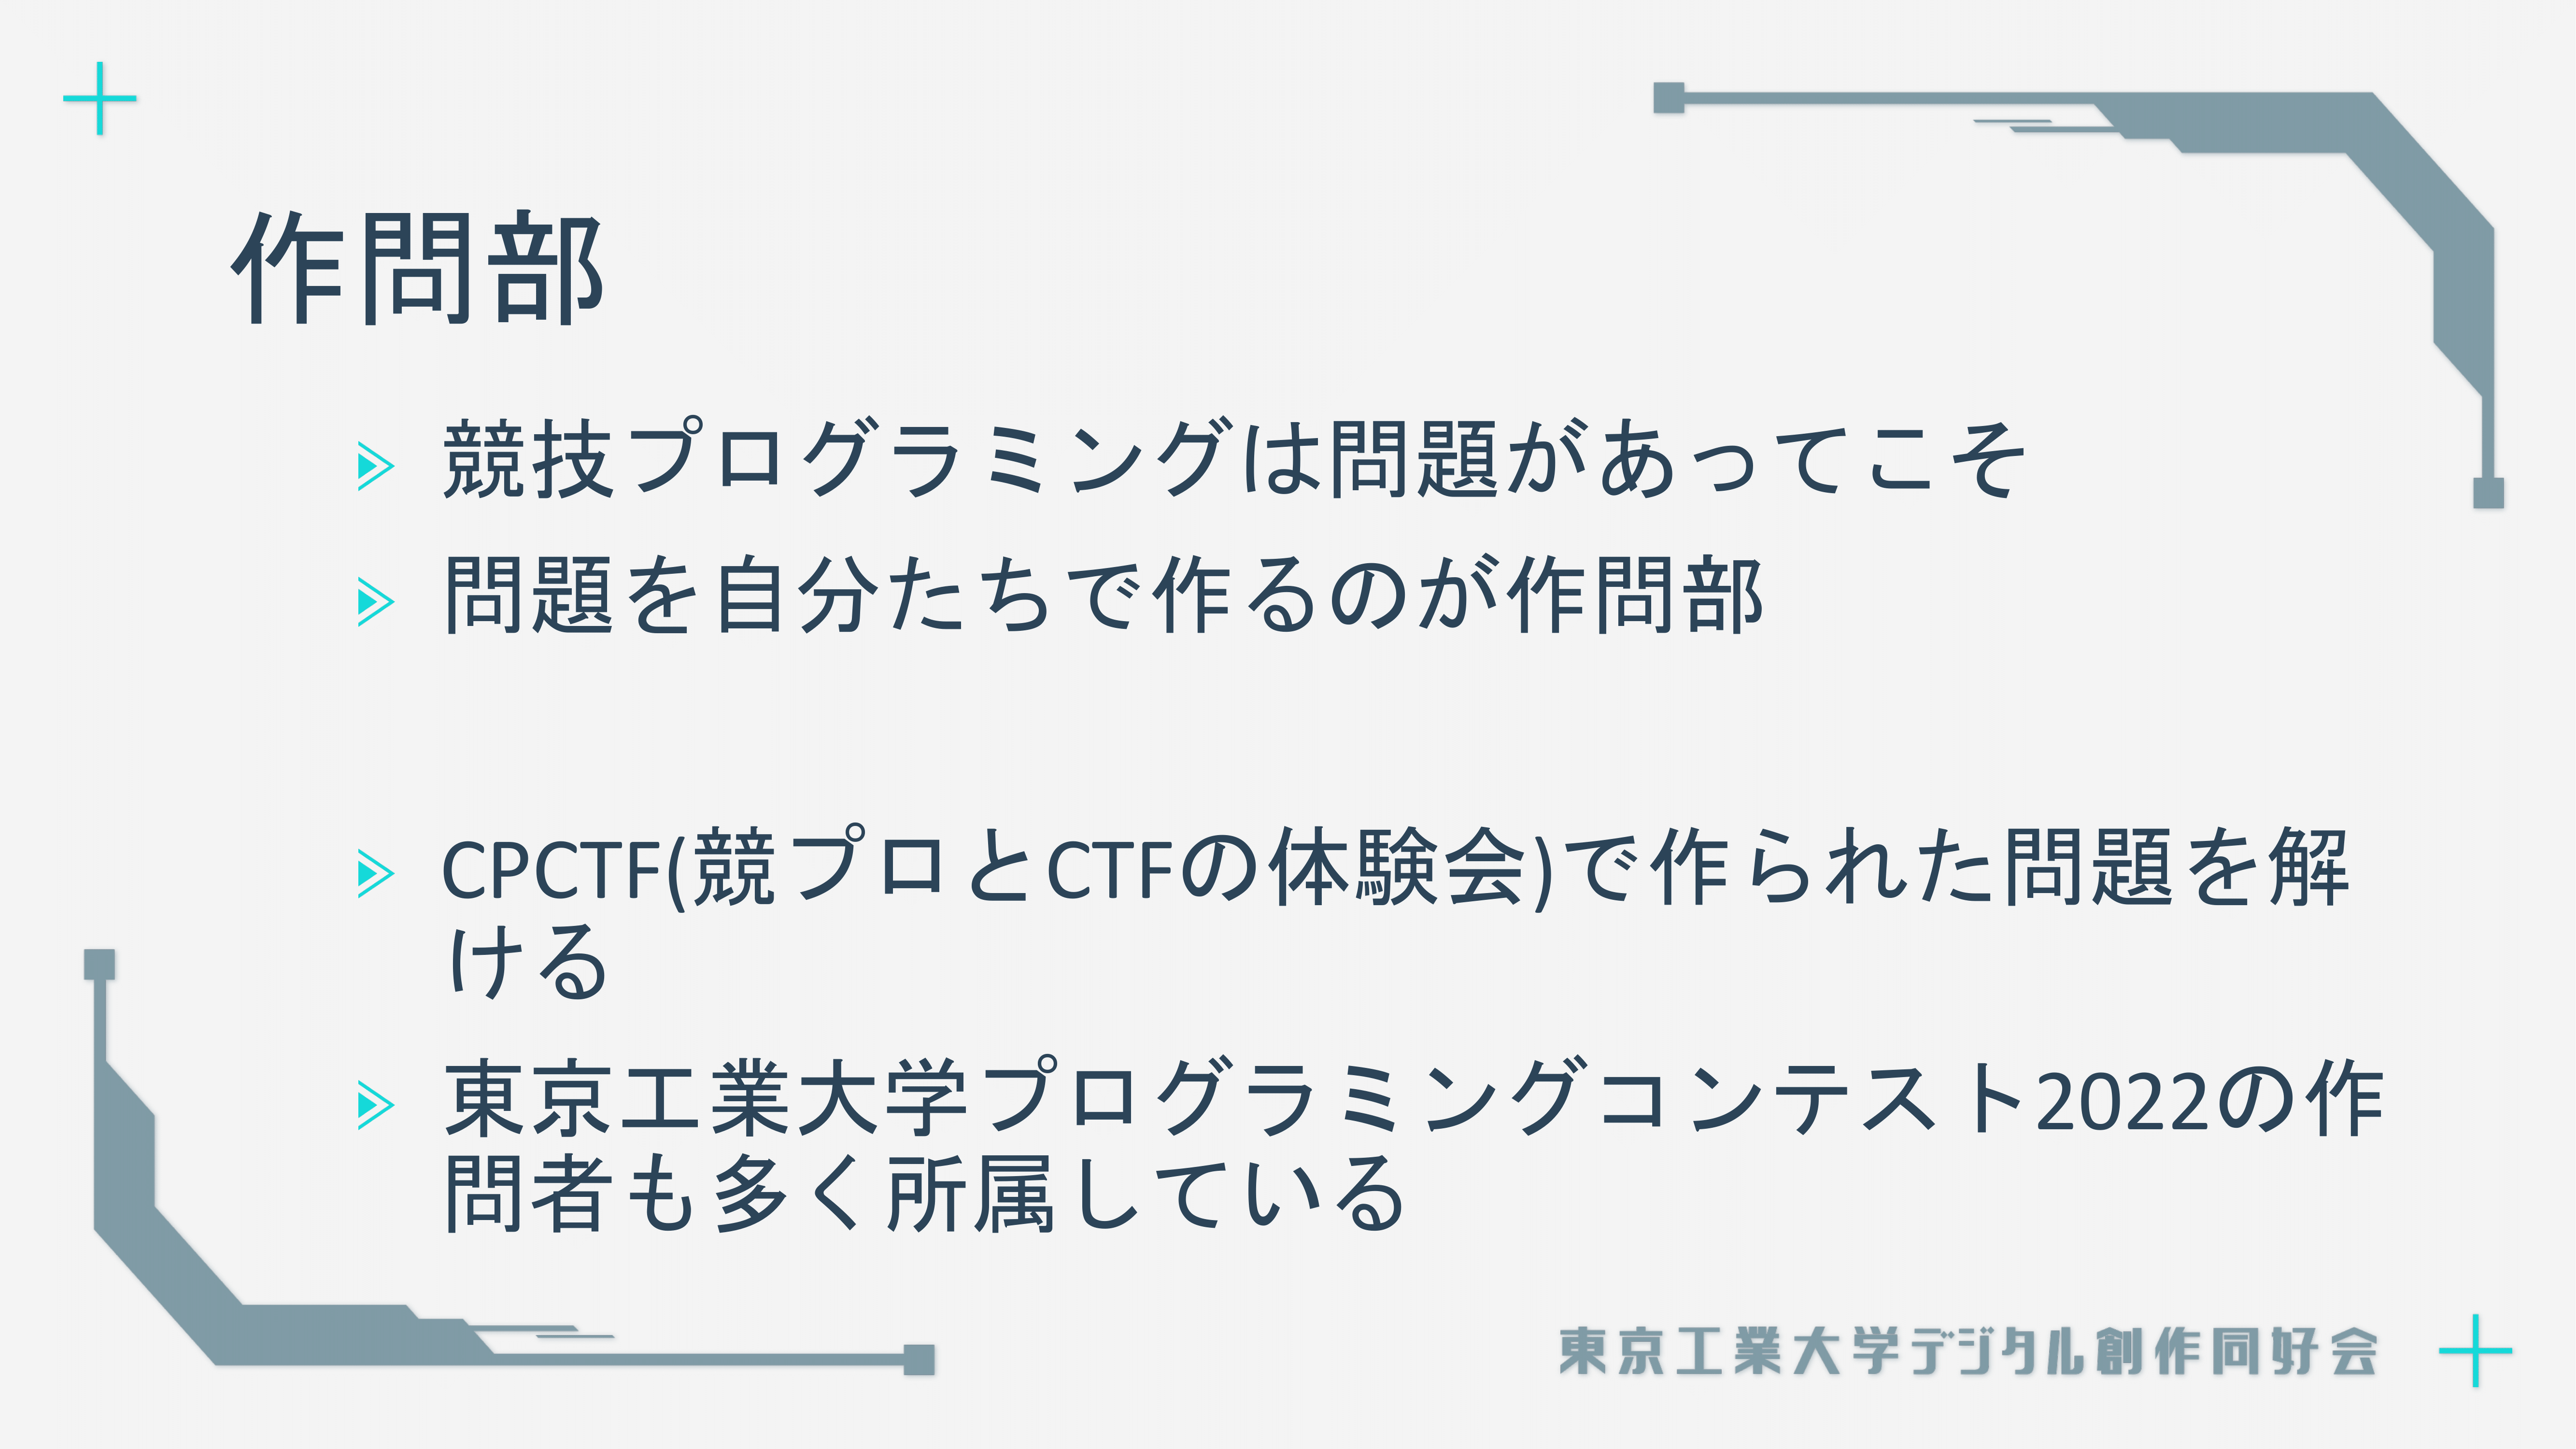 作問部
競技プログラミングは問題があってこそ
問題を自分たちで作るのが作問部
CPCTF(競プロとCTFの体験会)で作られた問題を解
ける
東京工業大学プログラミングコンテスト2022の作
問者も多く所属している
東京工業大学デジタル創作同好会